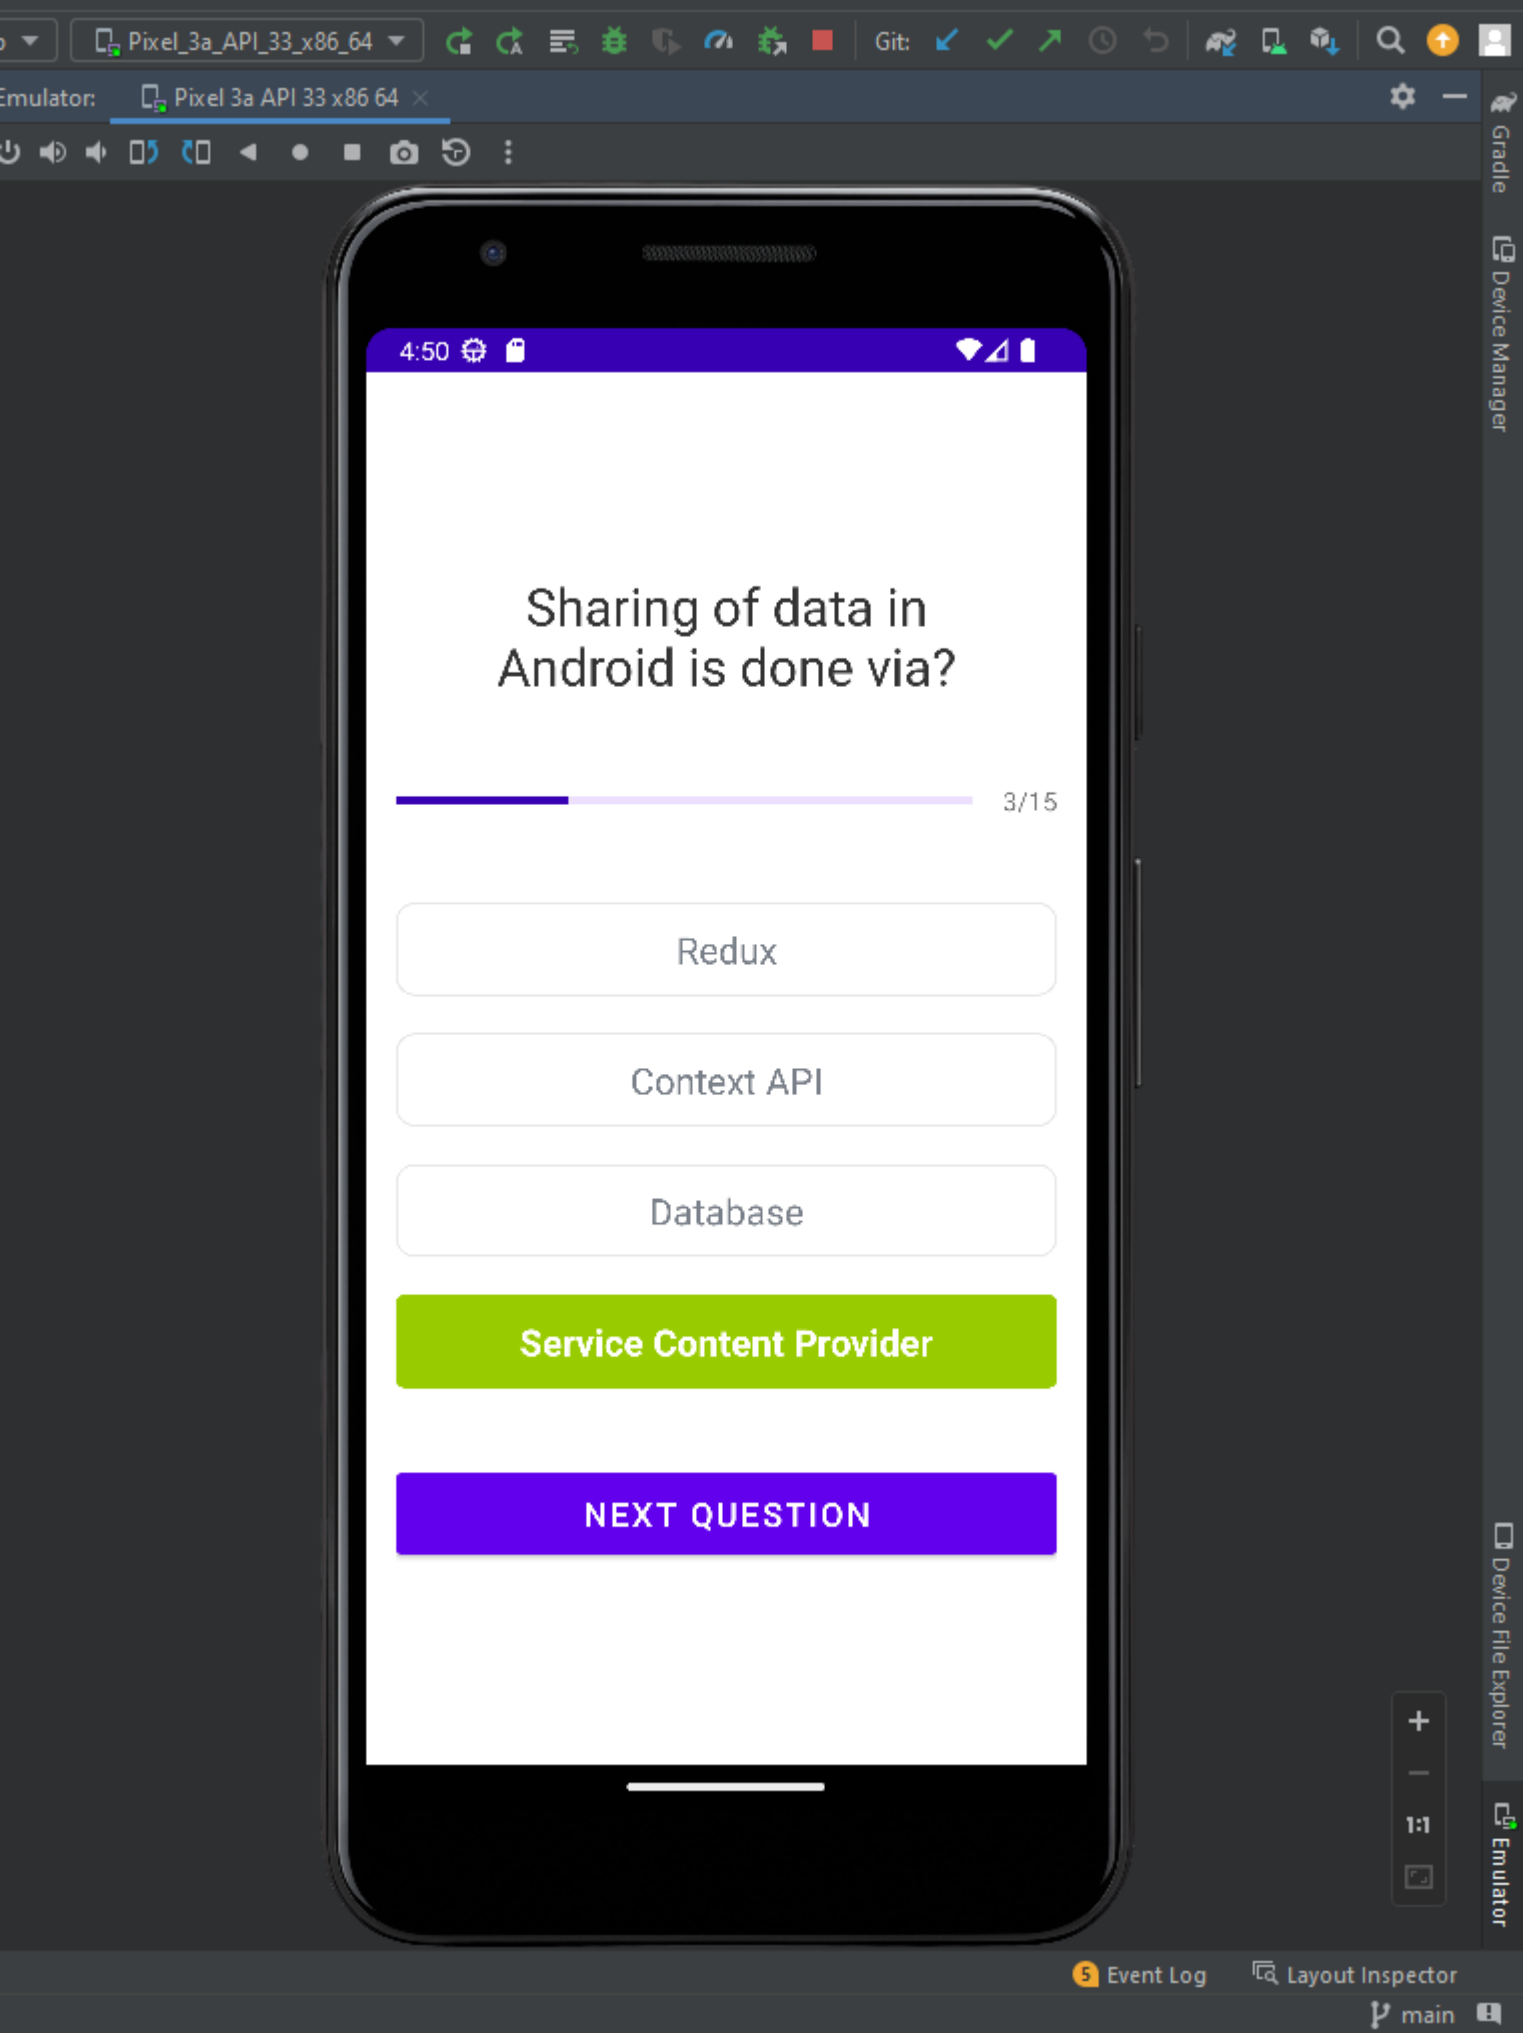 Pixel_3a_API_33_x86_64
Git:
Emulator:
Pixel 3a API 33 x86 64
Gradle
Device Manager
4:50
Sharing of data in
Android is done via?
3/15
Redux
Context API
Database
Service Content Provider
NEXT QUESTION
Device File Explorer
1:1
Emulator
5 Event Log
Layout Inspector
main